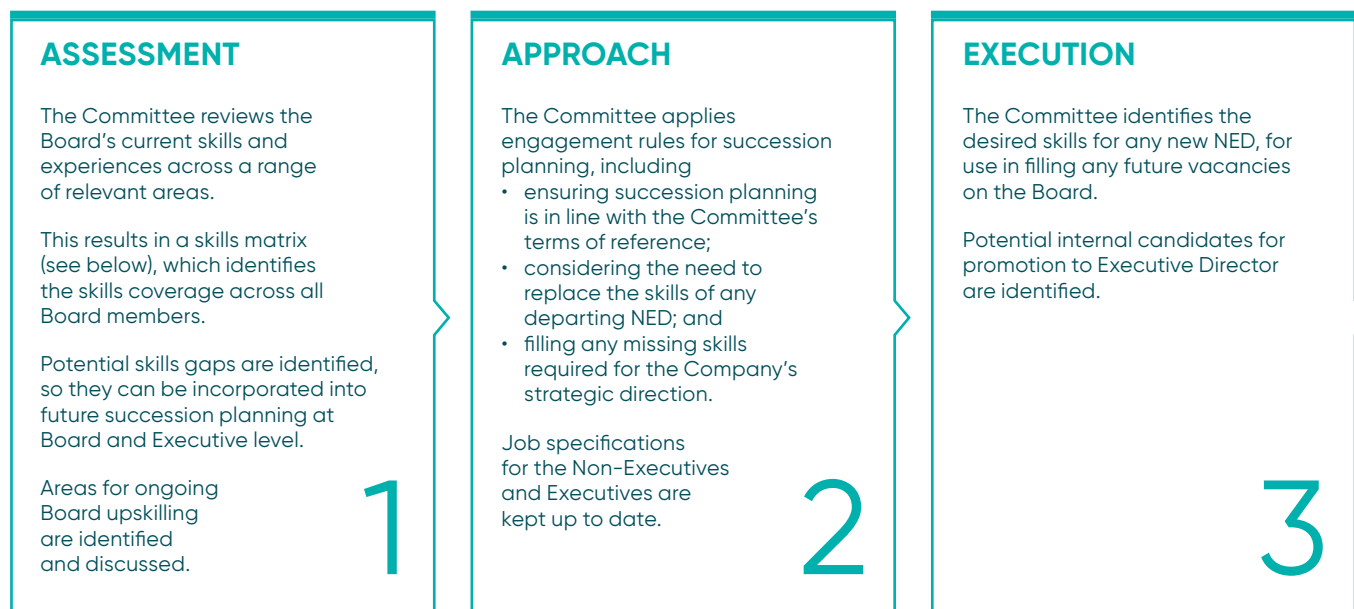 ASSESSMENT
The Committee reviews the
Board’s current skills and
experiences across a range
of relevant areas.
This results in a skills matrix
(see below), which identifies
the skills coverage across all
Board members.
Potential skills gaps are identified,
so they can be incorporated into
future succession planning at
Board and Executive level.
Areas for ongoing
Board upskilling
are identified
and discussed.
1
APPROACH
The Committee applies
engagement rules for succession
planning, including
• ensuring succession planning
is in line with the Committee’s
terms of reference;
• considering the need to
replace the skills of any
departing NED; and
• filling any missing skills
required for the Company’s
strategic direction.
Job specifications
for the Non-Executives
and Executives are
kept up to date.
2
EXECUTION
The Committee identifies the
desired skills for any new NED, for
use in filling any future vacancies
on the Board.
Potential internal candidates for
promotion to Executive Director
are identified.
3